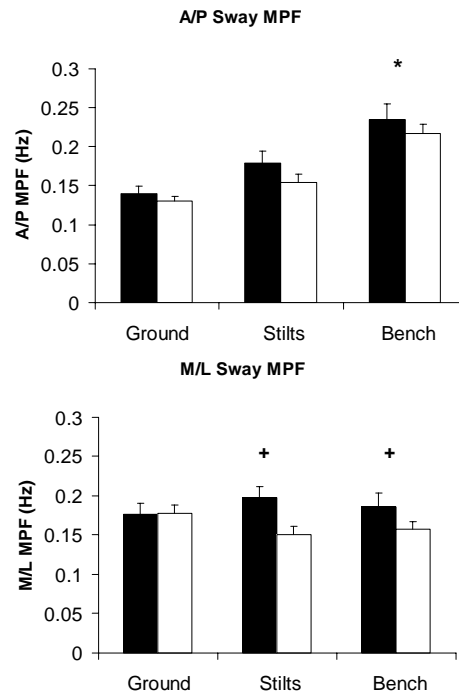 A/P Sway MPF
0.3
*
0.25
0.2
0.15
0.1
0.05
0
A/P MPF (Hz)
Ground Stilts Bench
M/L Sway MPF
0.3
0.25
+ +
0.2
0.15
0.1
0.05
0
M/L MPF (Hz)
Ground Stilts Bench